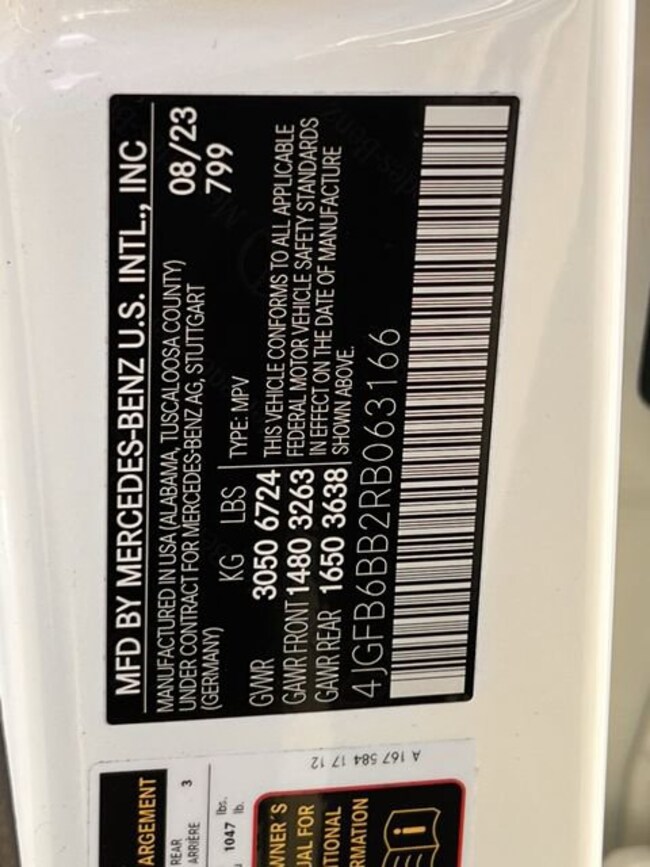 MFD BY MERCEDES-BENZ U.S. INTL., INC
MANUFACTURED IN USA (ALABAMA, TUSCALOOSA COUNTY)
UNDER CONTRACT FOR MERCEDES-BENZ AG, STUTTGART
(GERMANY)
08/23
799
KG LBS
GVWR 3050 6724
GAWR FRONT 1480 3263
GAWR REAR 1650 3638
TYPE: MPV
THIS VEHICLE CONFORMS TO ALL APPLICABLE
FEDERAL MOTOR VEHICLE SAFETY STANDARDS
IN EFFECT ON THE DATE OF MANUFACTURE
SHOWN ABOVE.
4JGFB6BB2RB063166
ARGEMENT
REAR
ARRIÈRE 3
1047 lbs.
lb.
WNER'S
UAL FOR
TIONAL
RMATION
i
A 167 584 17 12